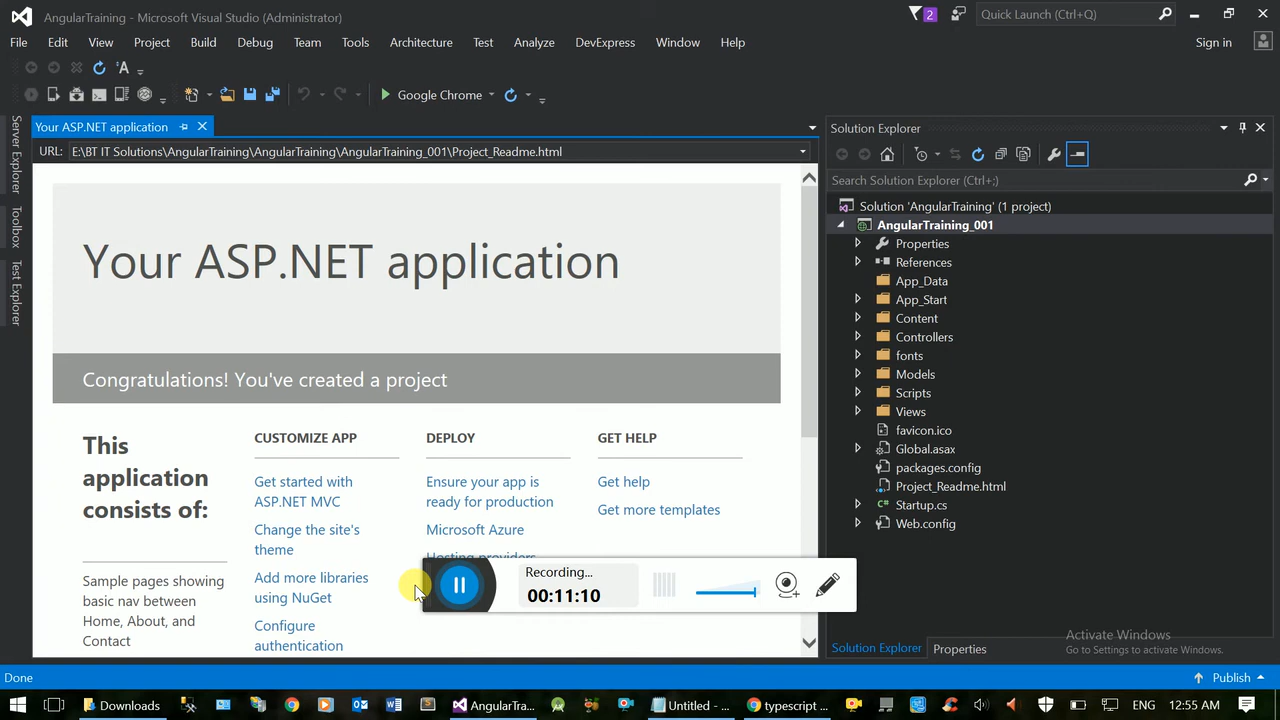 AngularTraining - Microsoft Visual Studio (Administrator)
2
Quick Launch (Ctrl+Q)
File Edit View Project Build Debug Team Tools Architecture Test Analyze DevExpress Window Help
Sign in
Google Chrome
Server Explorer
Toolbox
Test Explorer
Your ASP.NET application
URL: E:\BT IT Solutions\AngularTraining\AngularTraining\AngularTraining_001\Project_Readme.html
Your ASP.NET application
Congratulations! You've created a project
This
application
consists of:
Sample pages showing
basic nav between
Home, About, and
Contact
CUSTOMIZE APP
Get started with
ASP.NET MVC
Change the site's
theme
Add more libraries
using NuGet
Configure
authentication
DEPLOY
Ensure your app is
ready for production
Microsoft Azure
Hosting providers
GET HELP
Get help
Get more templates
Recording...
00:11:10
Solution Explorer
Search Solution Explorer (Ctrl+;)
Solution 'AngularTraining' (1 project)
AngularTraining_001
Properties
References
App_Data
App_Start
Content
Controllers
fonts
Models
Scripts
Views
favicon.ico
Global.asax
packages.config
Project_Readme.html
Startup.cs
Web.config
Activate Windows
Go to Settings to activate Windows.
Solution Explorer Properties
Done
Publish
Downloads
AngularTra...
Untitled - ...
typescript ...
12:55 AM